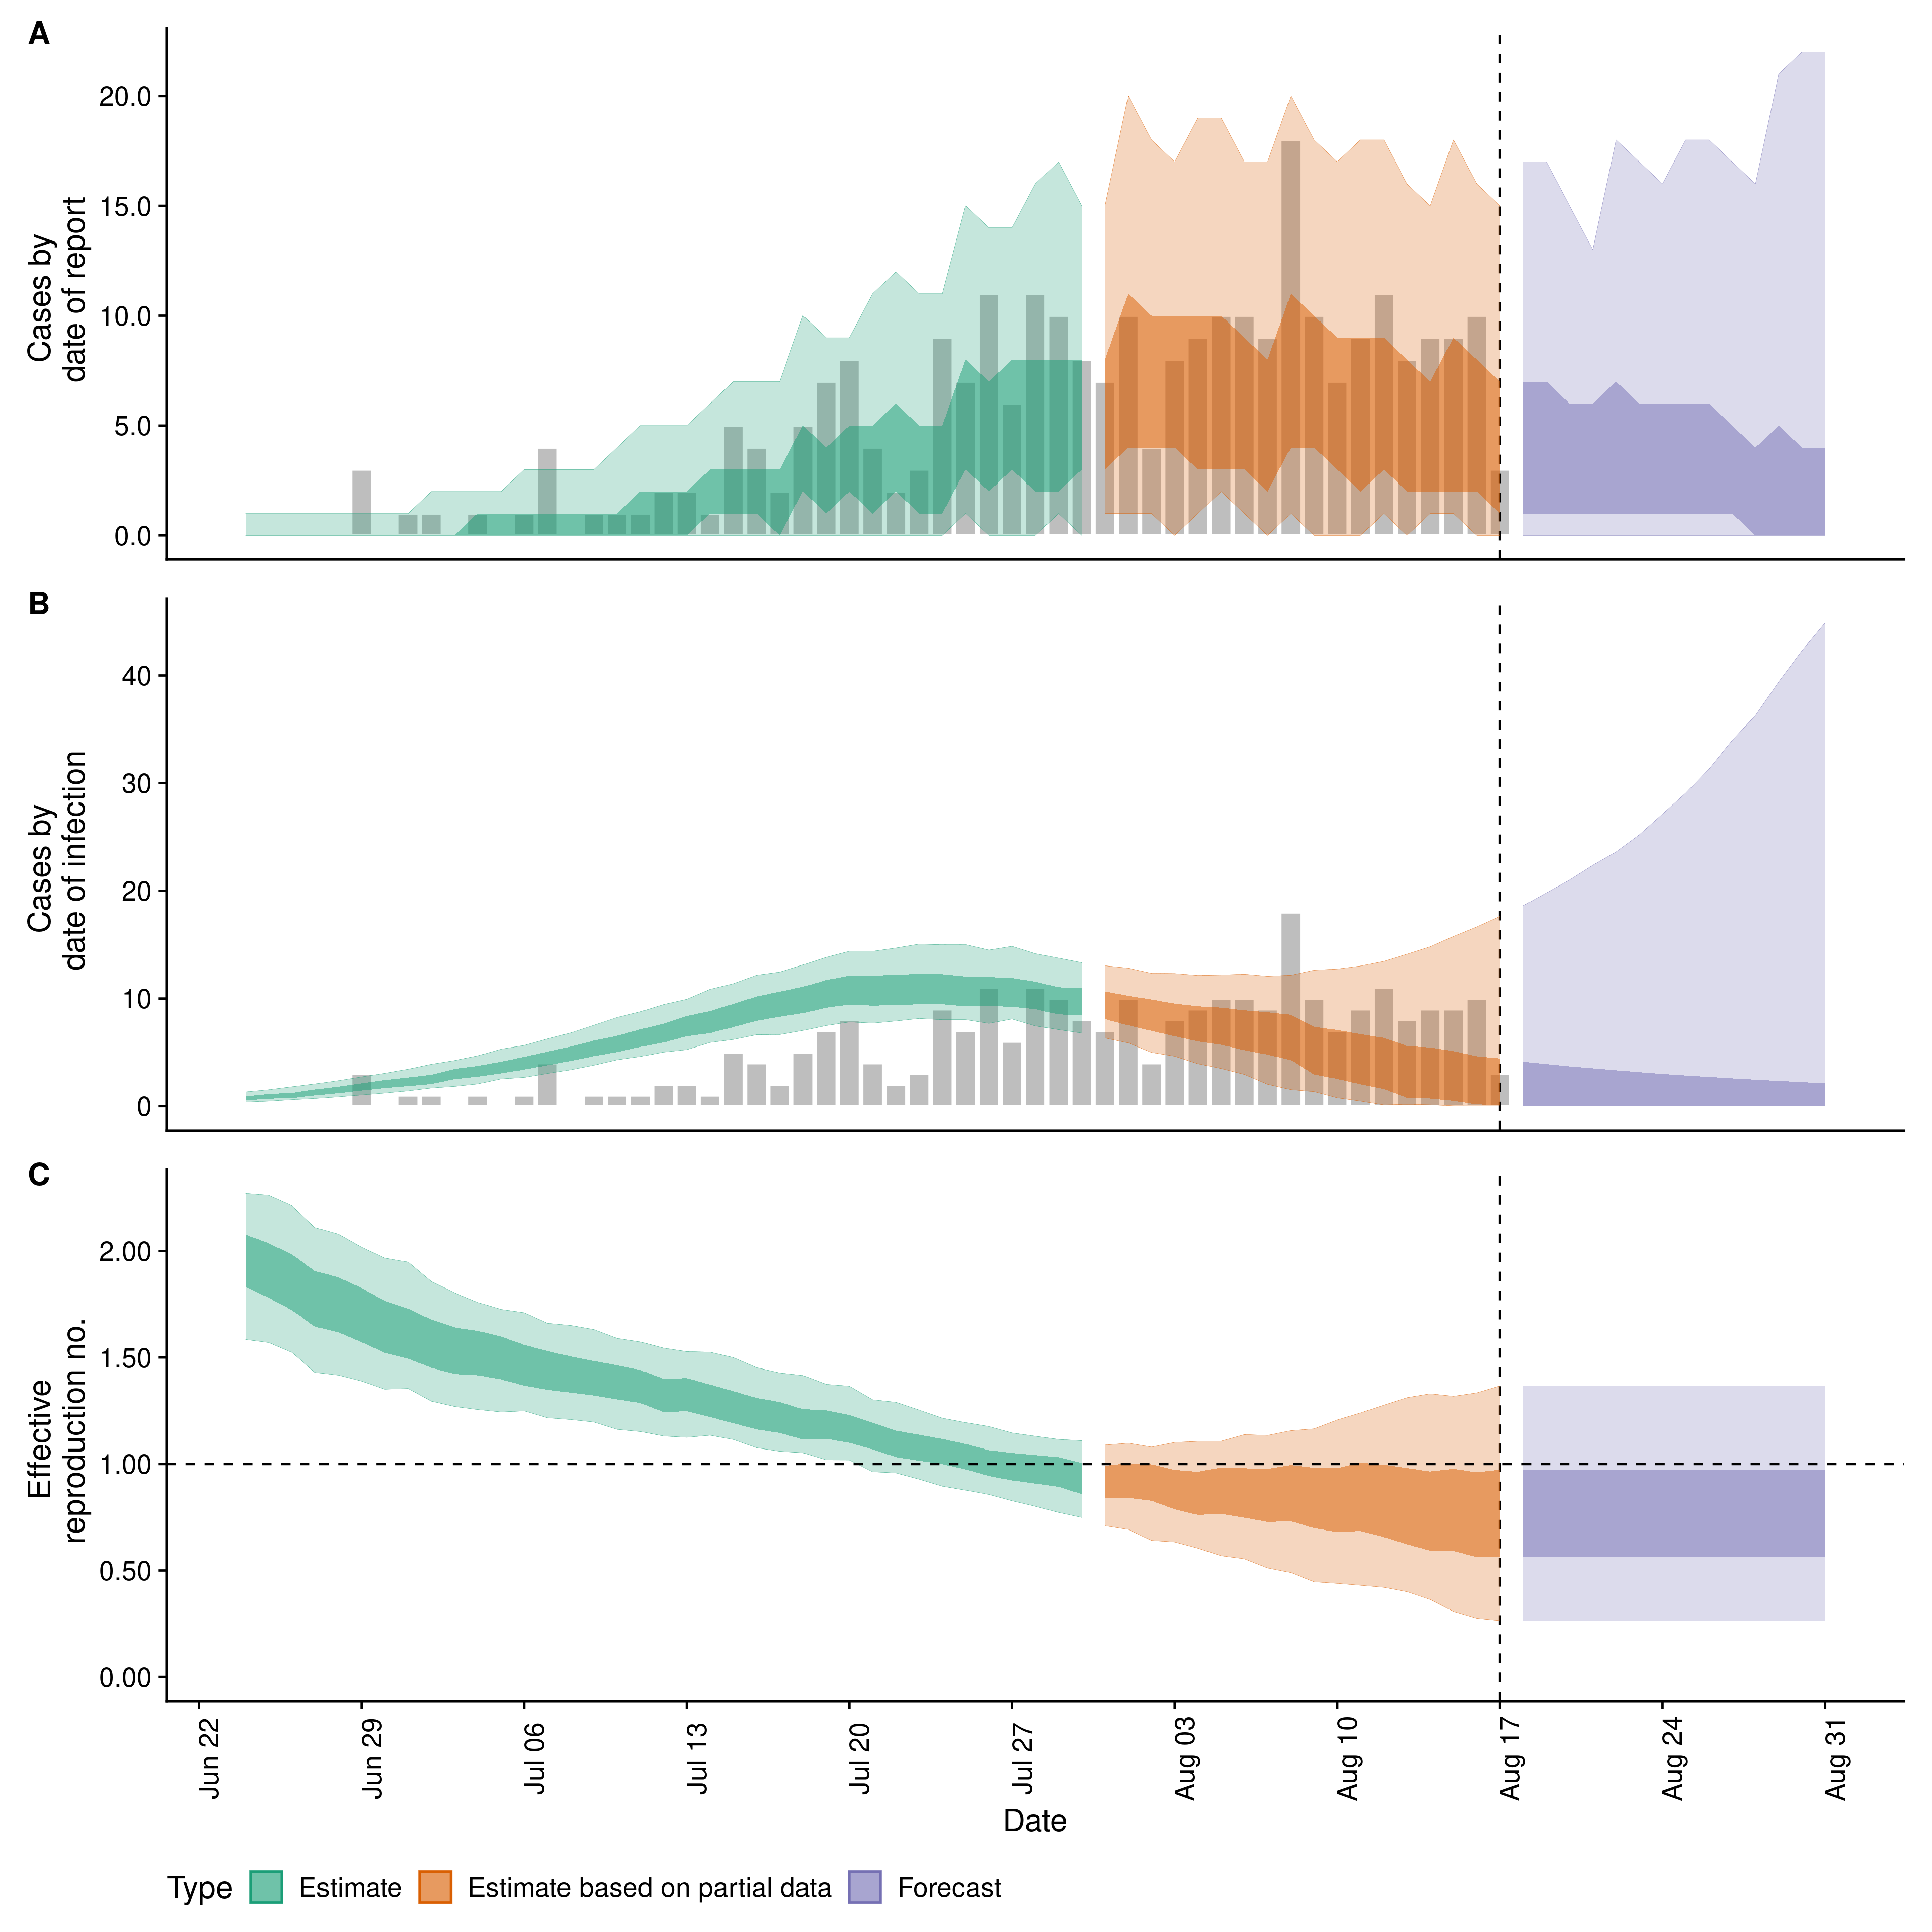 A
Cases by
date of report
20.0
15.0
10.0
5.0
0.0
B
Cases by
date of infection
40
30
20
10
0
C
Effective
reproduction no.
2.00
1.50
1.00
0.50
0.00
Jun 22
Jun 29
Jul 06
Jul 13
Jul 20
Jul 27
Aug 03
Aug 10
Aug 17
Aug 24
Aug 31
Date
Type Estimate Estimate based on partial data Forecast